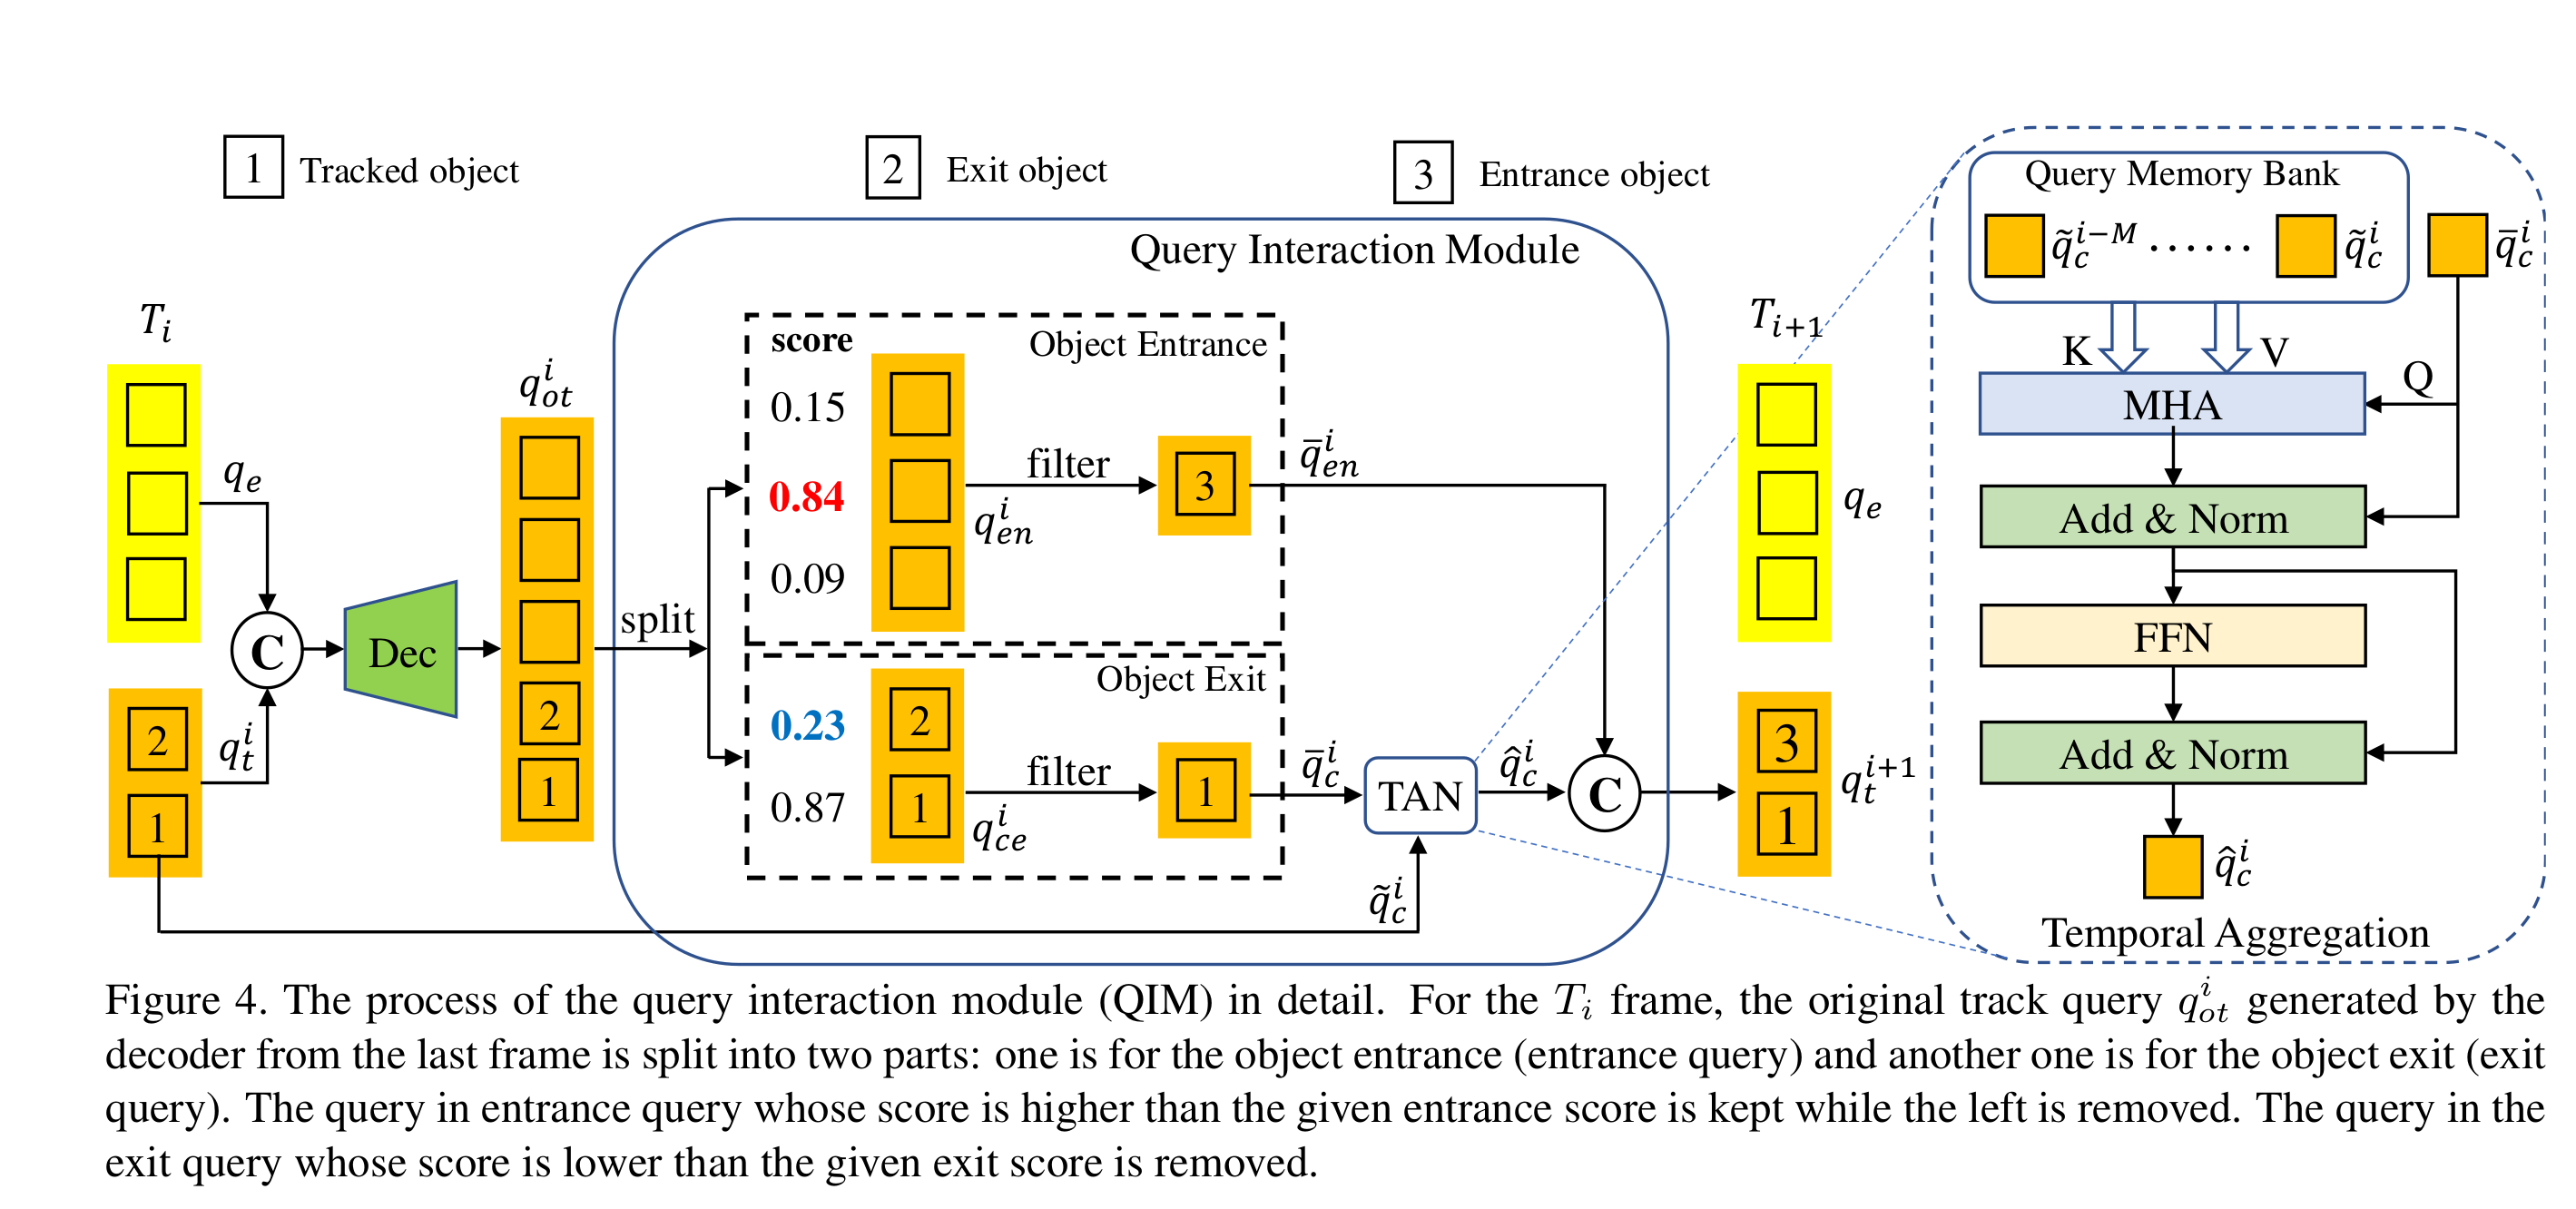 1 Tracked object
2 Exit object
3 Entrance object
Query Interaction Module
T_i
q_e
q_t^i
2
1
C
Dec
q_{ot}^i
2
1
split
score
Object Entrance
0.15
0.84
0.09
q_{en}^i
filter
3
q̄_{en}^i
Object Exit
0.23
0.87
2
1
q_{ce}^i
filter
1
q̄_c^i
TAN
q̃_c^i
q̂_c^i
C
T_{i+1}
q_e
3
1
q_t^{i+1}
Query Memory Bank
q̃_c^{i-M} ...... q̃_c^i
q̄_c^i
K
V
Q
MHA
Add & Norm
FFN
Add & Norm
q̂_c^i
Temporal Aggregation
Figure 4. The process of the query interaction module (QIM) in detail. For the T_i frame, the original track query q_{ot}^i generated by the
decoder from the last frame is split into two parts: one is for the object entrance (entrance query) and another one is for the object exit (exit
query). The query in entrance query whose score is higher than the given entrance score is kept while the left is removed. The query in the
exit query whose score is lower than the given exit score is removed.